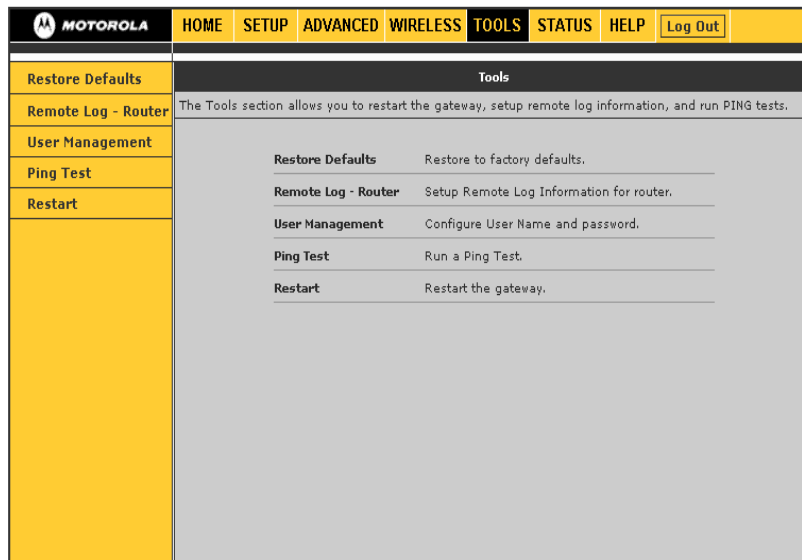 MOTOROLA HOME SETUP ADVANCED WIRELESS TOOLS STATUS HELP Log Out
Restore Defaults
Remote Log - Router
User Management
Ping Test
Restart
Tools
The Tools section allows you to restart the gateway, setup remote log information, and run PING tests.
Restore Defaults Restore to factory defaults.
Remote Log - Router Setup Remote Log Information for router.
User Management Configure User Name and password.
Ping Test Run a Ping Test.
Restart Restart the gateway.